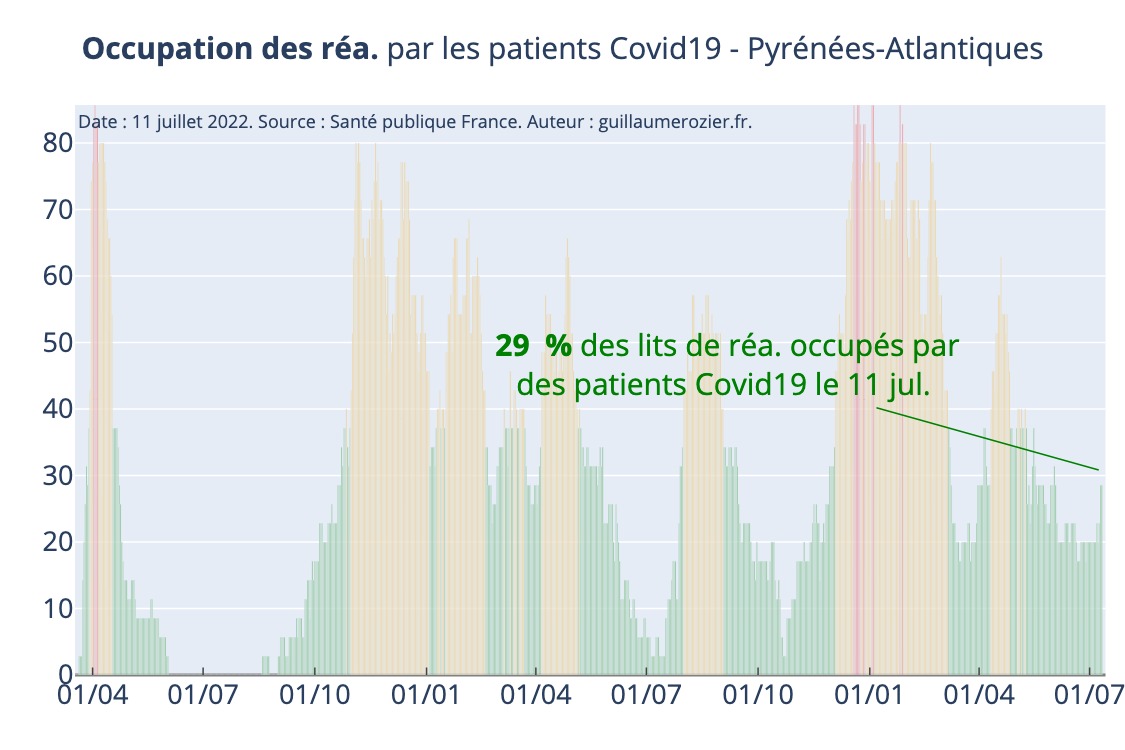 Occupation des réa. par les patients Covid19 - Pyrénées-Atlantiques
Date : 11 juillet 2022. Source : Santé publique France. Auteur : guillaumerozier.fr.
80
70
60
50
40
30
20
10
0
29 % des lits de réa. occupés par
des patients Covid19 le 11 jul.
01/04 01/07 01/10 01/01 01/04 01/07 01/10 01/01 01/04 01/07